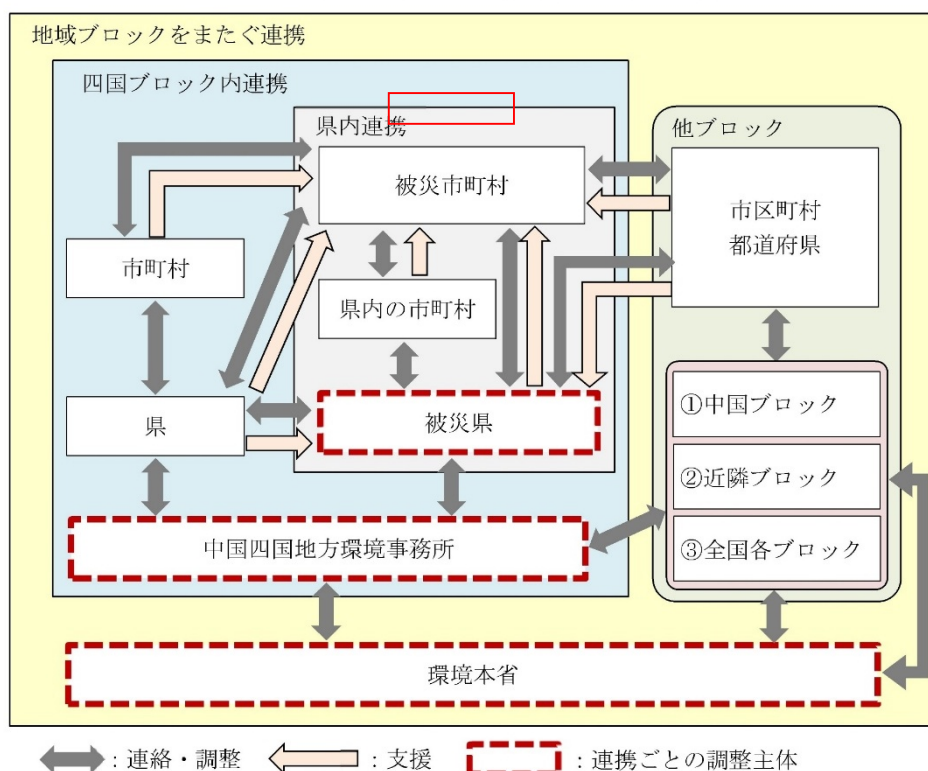 地域ブロックをまたぐ連携
四国ブロック内連携
県内連携
他ブロック
被災市町村
市区町村
都道府県
市町村
県内の市町村
県
被災県
①中国ブロック
②近隣ブロック
③全国各ブロック
中国四国地方環境事務所
環境本省
：連絡・調整
：支援
：連携ごとの調整主体